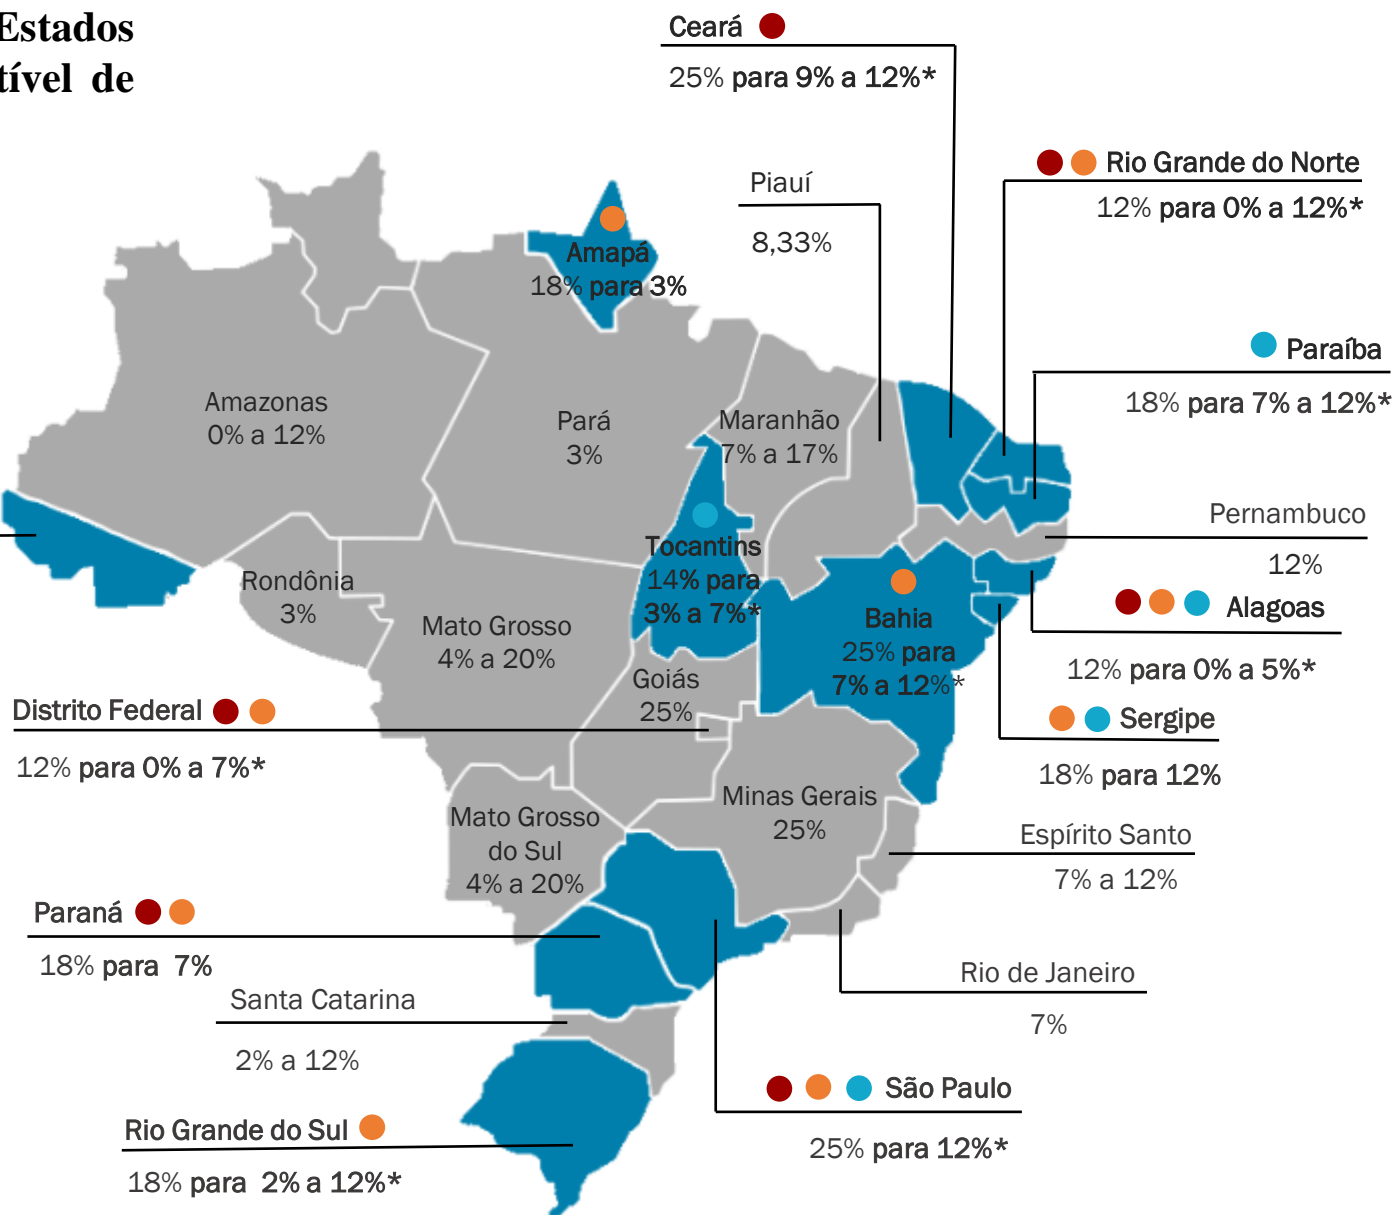 Estados
tível de
Ceará
25% para 9% a 12%*
Rio Grande do Norte
12% para 0% a 12%*
Piauí
8,33%
Amapá
18% para 3%
Paraíba
18% para 7% a 12%*
Amazonas
0% a 12%
Pará
3%
Maranhão
7% a 17%
Pernambuco
12%
Tocantins
14% para
3% a 7%*
Rondônia
3%
Bahia
25% para
7% a 12%*
Alagoas
12% para 0% a 5%*
Mato Grosso
4% a 20%
Goiás
25%
Distrito Federal
12% para 0% a 7%*
Sergipe
18% para 12%
Minas Gerais
25%
Mato Grosso
do Sul
4% a 20%
Espírito Santo
7% a 12%
Paraná
18% para  7%
Rio de Janeiro
7%
Santa Catarina
2% a 12%
São Paulo
25% para 12%*
Rio Grande do Sul
18% para  2% a 12%*